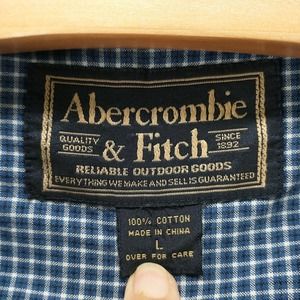 Abercrombie
QUALITY GOODS & Fitch SINCE 1892
RELIABLE OUTDOOR GOODS
EVERYTHING WE MAKE AND SELL IS GUARANTEED
100% COTTON
MADE IN CHINA
L
OVER FOR CARE